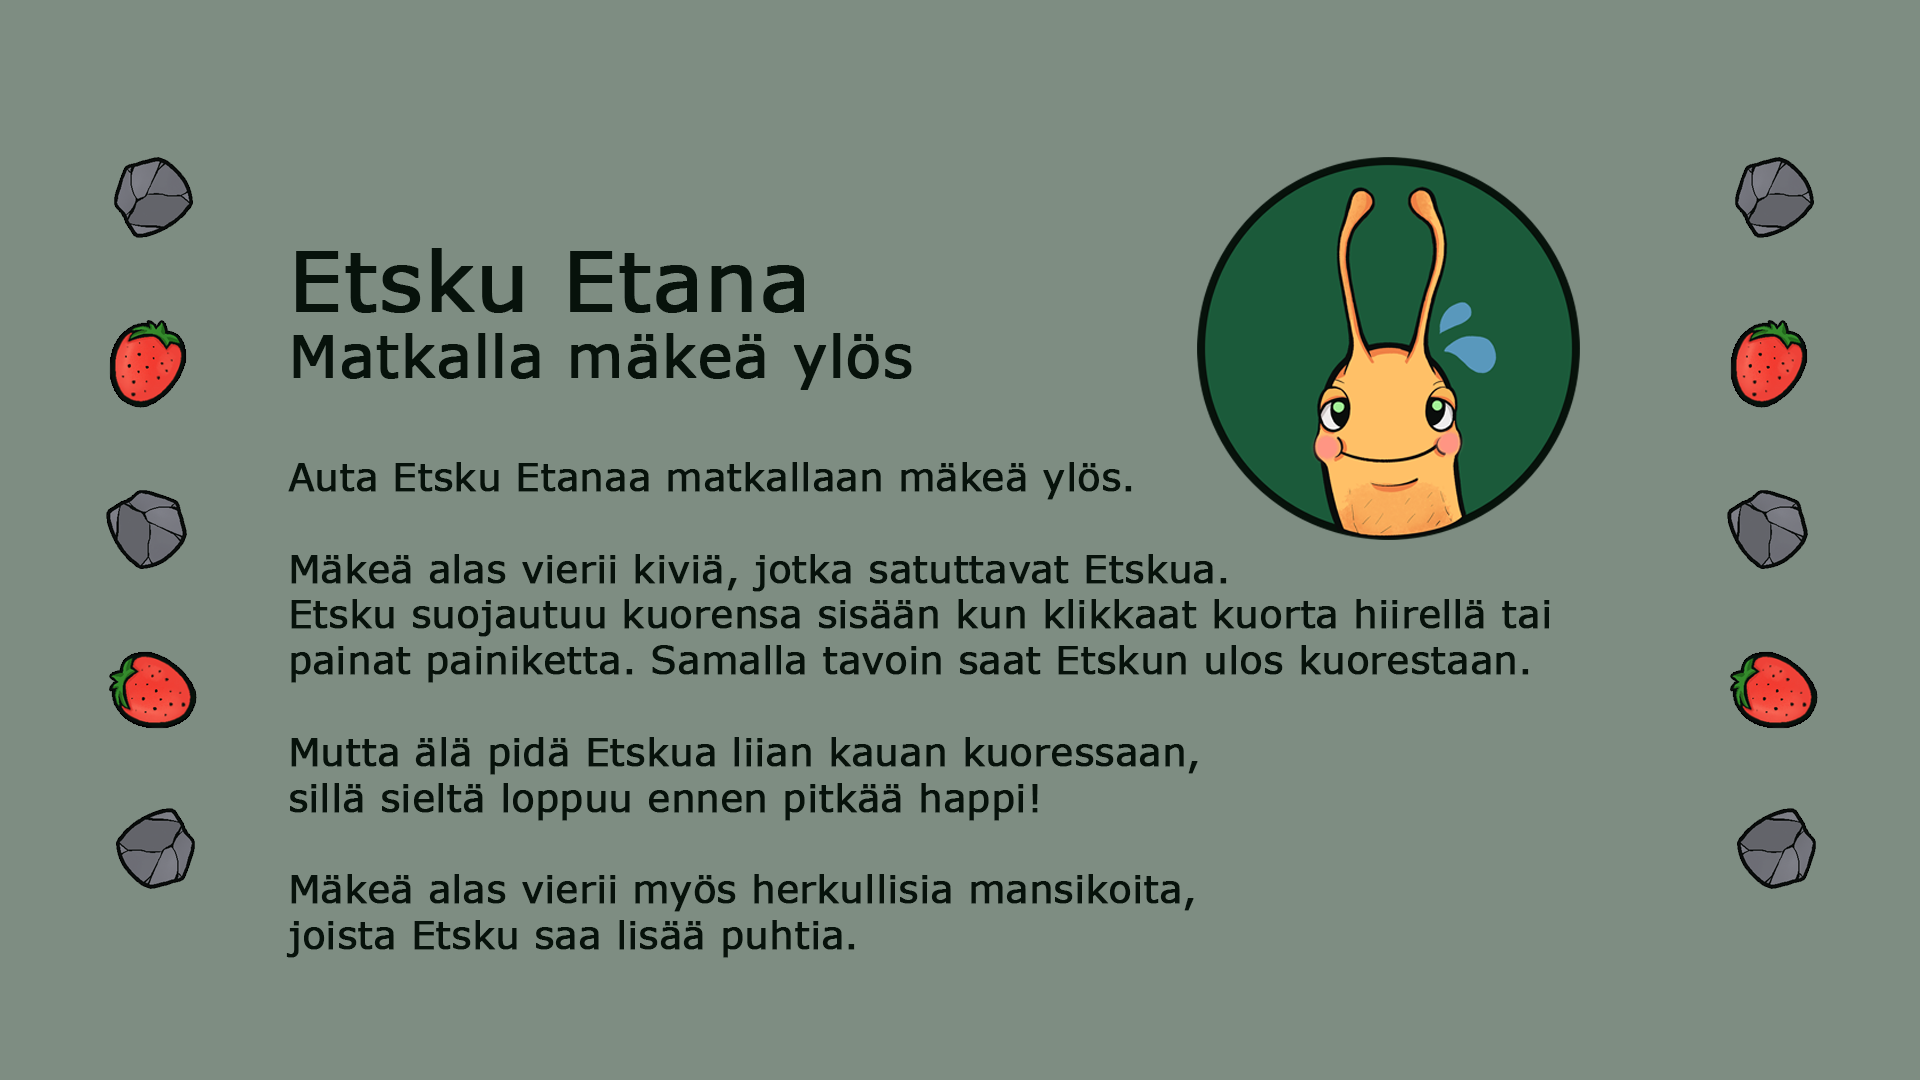 Etsku Etana
Matkalla mäkeä ylös
Auta Etsku Etanaa matkallaan mäkeä ylös.
Mäkeä alas vierii kiviä, jotka satuttavat Etskua.
Etsku suojautuu kuorensa sisään kun klikkaat kuorta hiirellä tai
painat painiketta. Samalla tavoin saat Etskun ulos kuorestaan.
Mutta älä pidä Etskua liian kauan kuoressaan,
sillä sieltä loppuu ennen pitkää happi!
Mäkeä alas vierii myös herkullisia mansikoita,
joista Etsku saa lisää puhtia.